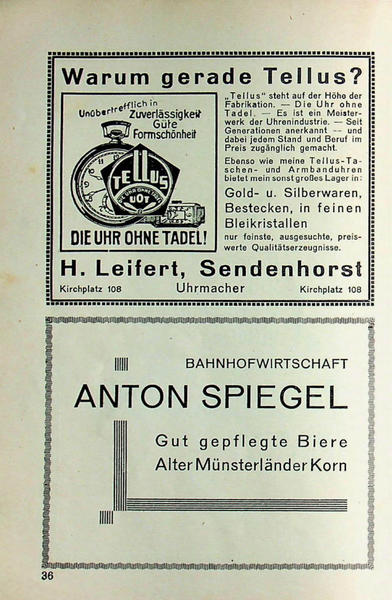 Warum gerade Tellus?
Unübertrefflich in
Zuverlässigkeit
Güte
Formschönheit
TELLUS
DIE UHR OHNE TADEL
UOT
DIE UHR OHNE TADEL!
„Tellus" steht auf der Höhe der
Fabrikation. — Die Uhr ohne
Tadel. — Es ist ein Meister-
werk der Uhrenindustrie. — Seit
Generationen anerkannt — und
dabei jedem Stand und Beruf im
Preis zugänglich gemacht.
Ebenso wie meine Tellus-Ta-
schen- und Armbanduhren
bietet mein sonst großes Lager in:
Gold- u. Silberwaren,
Bestecken, in feinen
Bleikristallen
nur feinste, ausgesuchte, preis-
werte Qualitätserzeugnisse.
H. Leifert, Sendenhorst
Kirchplatz 108 Uhrmacher Kirchplatz 108
BAHNHOFWIRTSCHAFT
ANTON SPIEGEL
Gut gepflegte Biere
Alter Münsterländer Korn
36